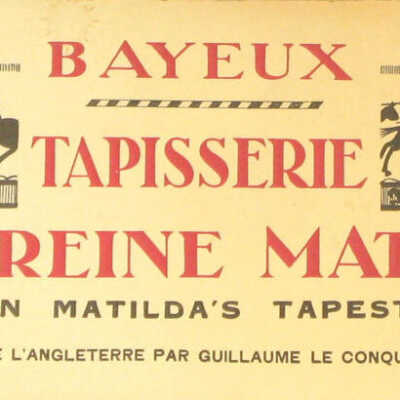 BAYEUX
TAPISSERIE
REINE MAT
N MATILDA'S TAPEST
E L'ANGLETERRE PAR GUILLAUME LE CONQU